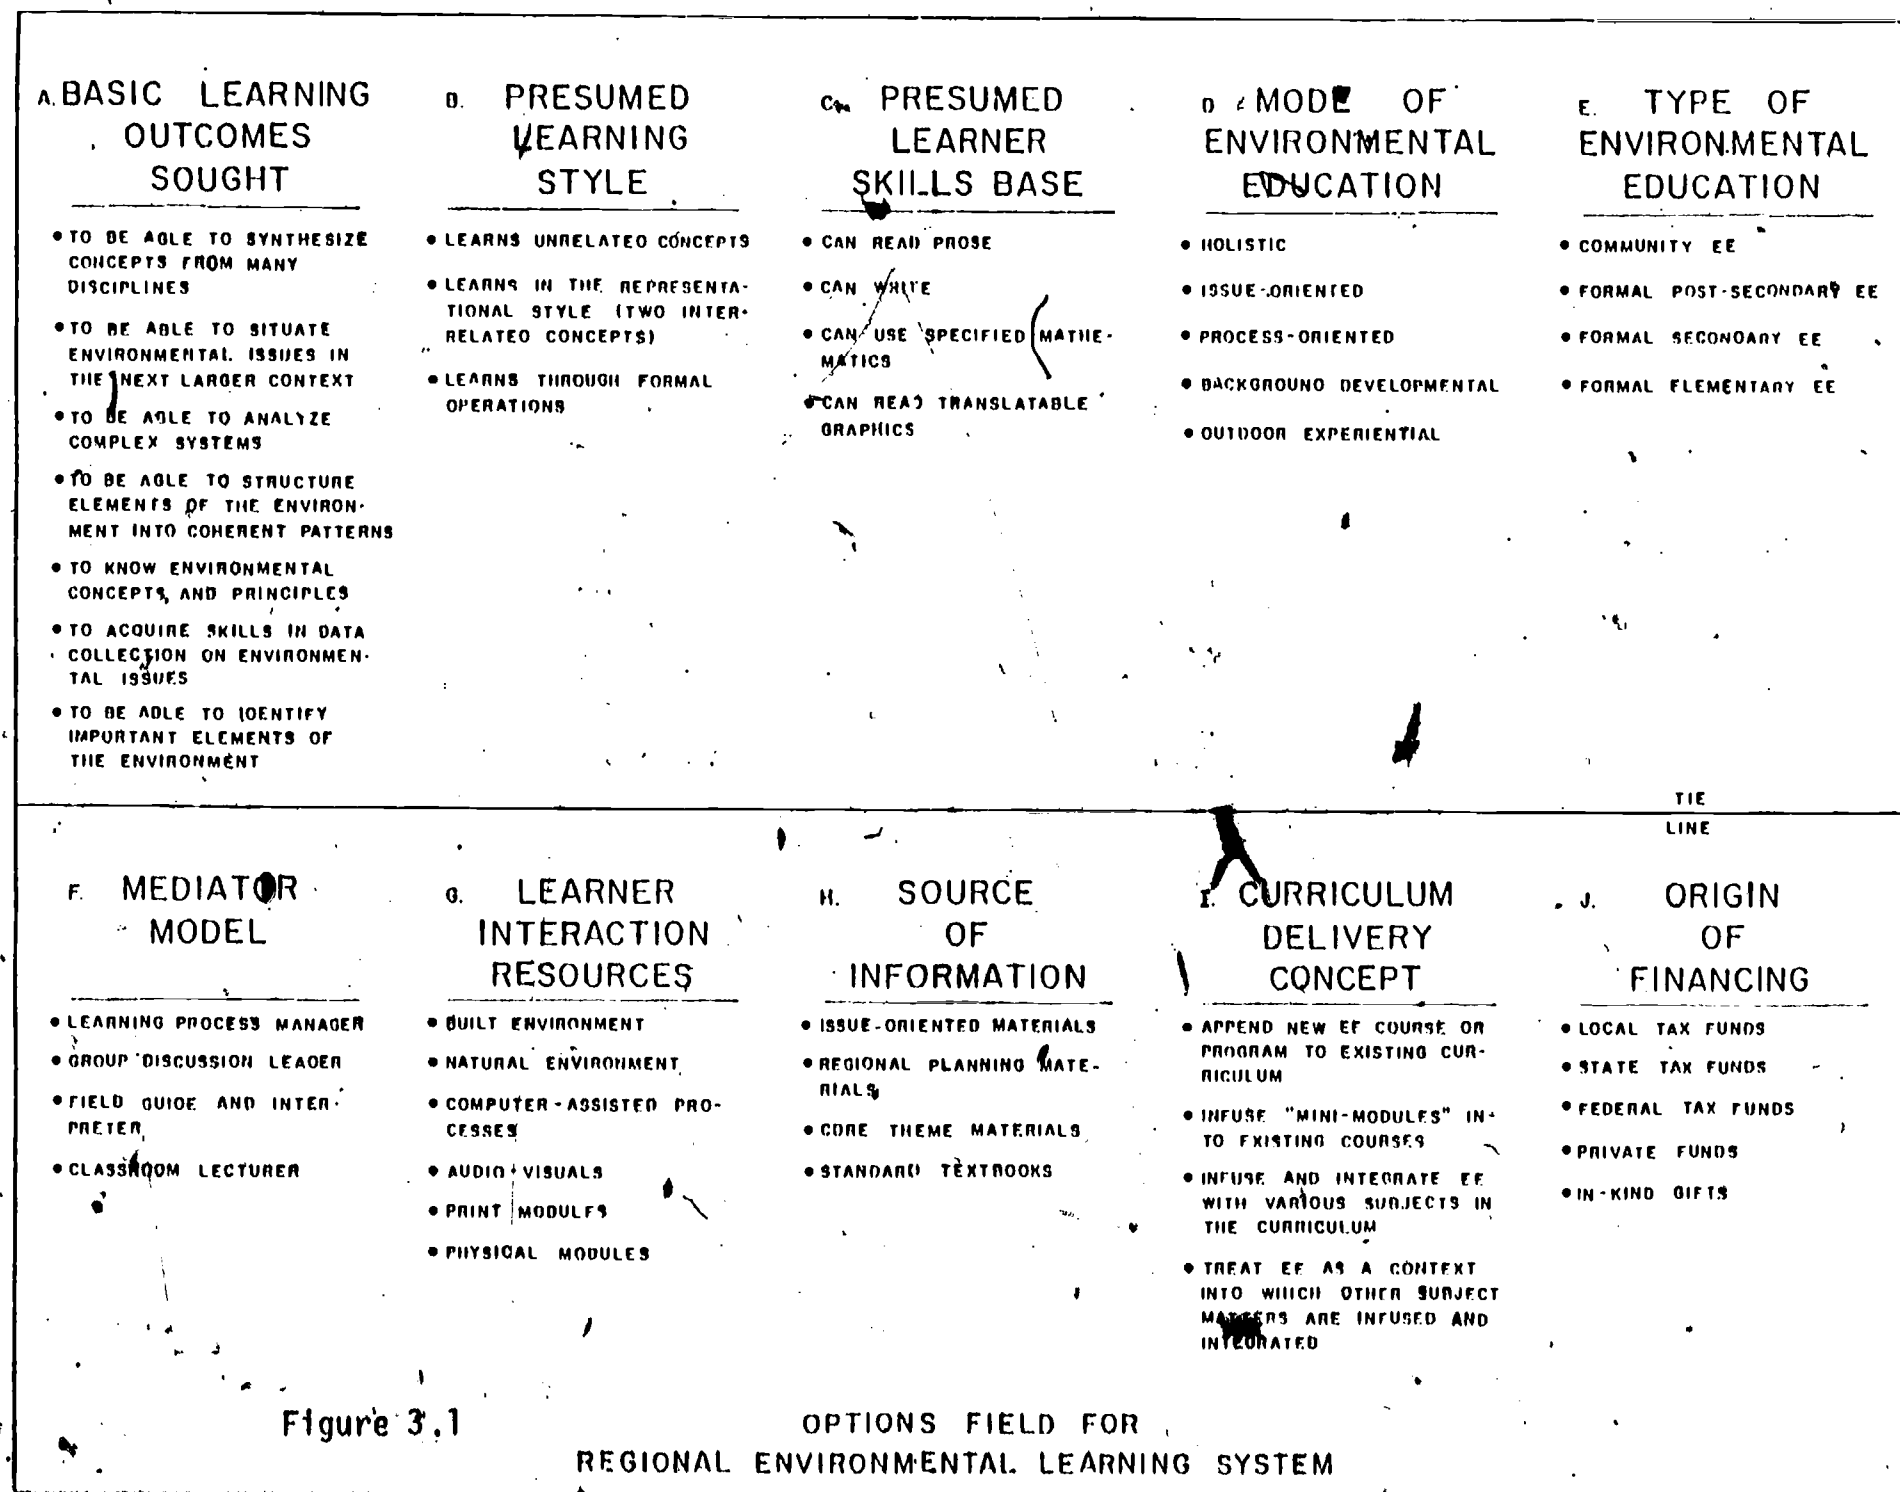 A. BASIC LEARNING
OUTCOMES
SOUGHT
• TO BE ABLE TO SYNTHESIZE
CONCEPTS FROM MANY
DISCIPLINES
• TO BE ABLE TO SITUATE
ENVIRONMENTAL ISSUES IN
THE NEXT LARGER CONTEXT
• TO BE ABLE TO ANALYZE
COMPLEX SYSTEMS
• TO BE ABLE TO STRUCTURE
ELEMENTS OF THE ENVIRON-
MENT INTO COHERENT PATTERNS
• TO KNOW ENVIRONMENTAL
CONCEPTS AND PRINCIPLES
• TO ACQUIRE SKILLS IN DATA
COLLECTION ON ENVIRONMEN-
TAL ISSUES
• TO BE ABLE TO IDENTIFY
IMPORTANT ELEMENTS OF
THE ENVIRONMENT
B. PRESUMED
LEARNING
STYLE
• LEARNS UNRELATED CONCEPTS
• LEARNS IN THE REPRESENTA-
TIONAL STYLE (TWO INTER-
RELATED CONCEPTS)
• LEARNS THROUGH FORMAL
OPERATIONS
C. PRESUMED
LEARNER
SKILLS BASE
• CAN READ PROSE
• CAN WRITE
• CAN USE SPECIFIED MATHE-
MATICS
• CAN READ TRANSLATABLE
GRAPHICS
D. MODE OF
ENVIRONMENTAL
EDUCATION
• HOLISTIC
• ISSUE-ORIENTED
• PROCESS-ORIENTED
• BACKGROUND DEVELOPMENTAL
• OUTDOOR EXPERIENTIAL
E. TYPE OF
ENVIRONMENTAL
EDUCATION
• COMMUNITY EE
• FORMAL POST-SECONDARY EE
• FORMAL SECONDARY EE
• FORMAL ELEMENTARY EE
TIE
LINE
F. MEDIATOR
MODEL
• LEARNING PROCESS MANAGER
• GROUP DISCUSSION LEADER
• FIELD GUIDE AND INTER-
PRETER
• CLASSROOM LECTURER
G. LEARNER
INTERACTION
RESOURCES
• BUILT ENVIRONMENT
• NATURAL ENVIRONMENT
• COMPUTER-ASSISTED PRO-
CESSES
• AUDIO VISUALS
• PRINT MODULES
• PHYSICAL MODULES
H. SOURCE
OF
INFORMATION
• ISSUE-ORIENTED MATERIALS
• REGIONAL PLANNING MATE-
RIALS
• CORE THEME MATERIALS
• STANDARD TEXTBOOKS
I. CURRICULUM
DELIVERY
CONCEPT
• APPEND NEW EE COURSE OR
PROGRAM TO EXISTING CUR-
RICULUM
• INFUSE "MINI-MODULES" IN-
TO EXISTING COURSES
• INFUSE AND INTEGRATE EE
WITH VARIOUS SUBJECTS IN
THE CURRICULUM
• TREAT EE AS A CONTEXT
INTO WHICH OTHER SUBJECT
MATTERS ARE INFUSED AND
INTEGRATED
J. ORIGIN
OF
FINANCING
• LOCAL TAX FUNDS
• STATE TAX FUNDS
• FEDERAL TAX FUNDS
• PRIVATE FUNDS
• IN-KIND GIFTS
Figure 3.1
OPTIONS FIELD FOR
REGIONAL ENVIRONMENTAL LEARNING SYSTEM